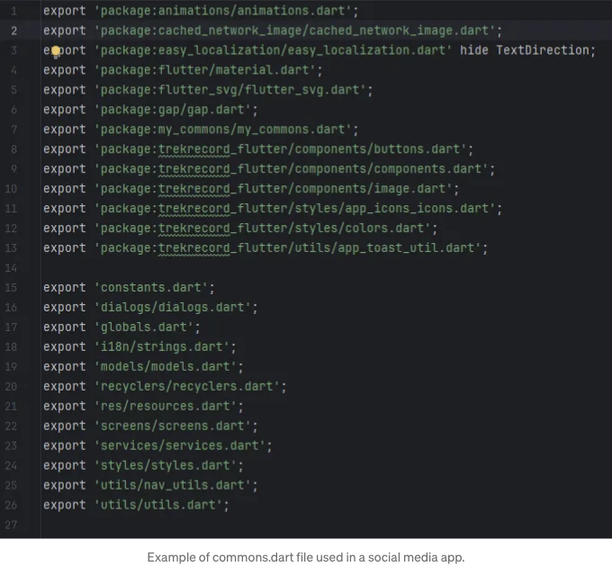 1 export 'package:animations/animations.dart';
2 export 'package:cached_network_image/cached_network_image.dart';
3 export 'package:easy_localization/easy_localization.dart' hide TextDirection;
4 export 'package:flutter/material.dart';
5 export 'package:flutter_svg/flutter_svg.dart';
6 export 'package:gap/gap.dart';
7 export 'package:my_commons/my_commons.dart';
8 export 'package:trekrecord_flutter/components/buttons.dart';
9 export 'package:trekrecord_flutter/components/components.dart';
10 export 'package:trekrecord_flutter/components/image.dart';
11 export 'package:trekrecord_flutter/styles/app_icons_icons.dart';
12 export 'package:trekrecord_flutter/styles/colors.dart';
13 export 'package:trekrecord_flutter/utils/app_toast_util.dart';
14
15 export 'constants.dart';
16 export 'dialogs/dialogs.dart';
17 export 'globals.dart';
18 export 'i18n/strings.dart';
19 export 'models/models.dart';
20 export 'recyclers/recyclers.dart';
21 export 'res/resources.dart';
22 export 'screens/screens.dart';
23 export 'services/services.dart';
24 export 'styles/styles.dart';
25 export 'utils/nav_utils.dart';
26 export 'utils/utils.dart';
27
Example of commons.dart file used in a social media app.